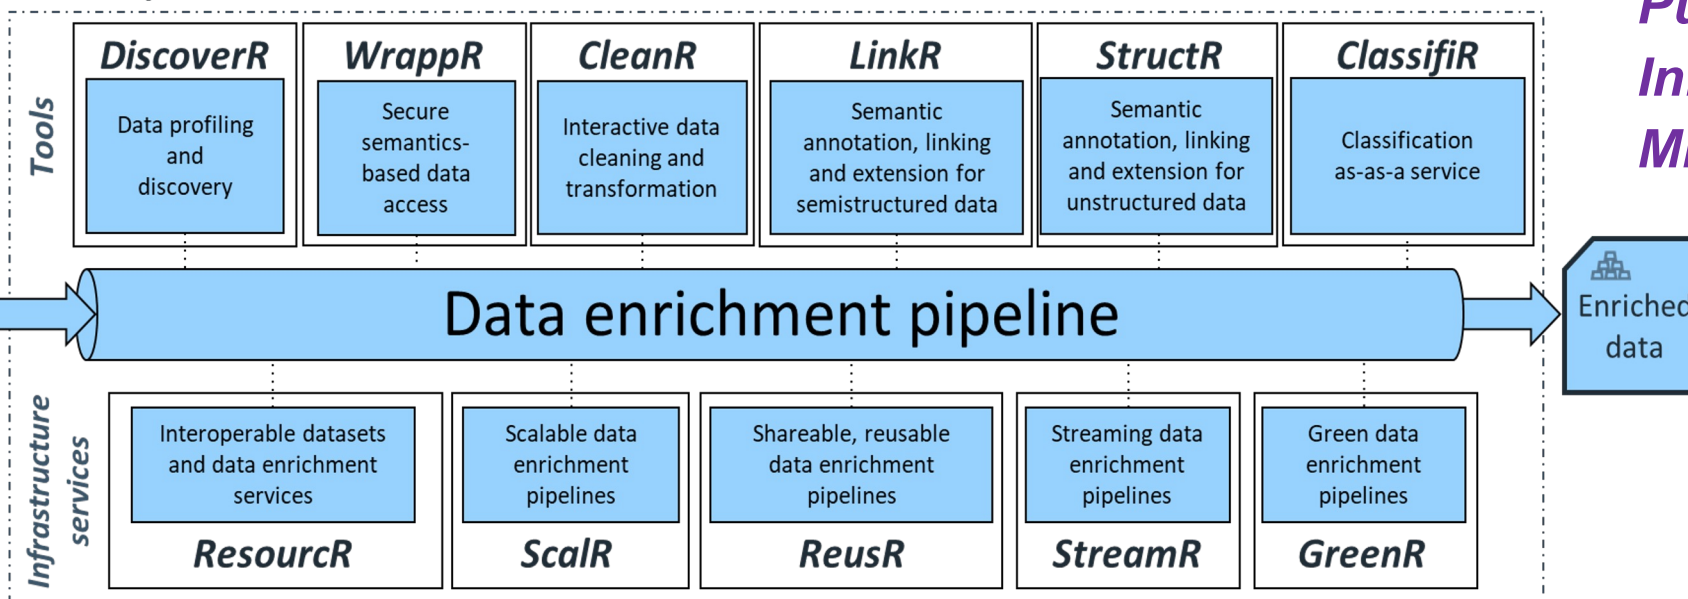 Tools
DiscoverR
Data profiling
and
discovery
WrappR
Secure
semantics-
based data
access
CleanR
Interactive data
cleaning and
transformation
LinkR
Semantic
annotation, linking
and extension for
semistructured data
StructR
Semantic
annotation, linking
and extension for
unstructured data
ClassifiR
Classification
as-as-a service
Data enrichment pipeline
Enriched
data
Infrastructure
services
Interoperable datasets
and data enrichment
services
ResourcR
Scalable data
enrichment
pipelines
ScalR
Shareable, reusable
data enrichment
pipelines
ReusR
Streaming data
enrichment
pipelines
StreamR
Green data
enrichment
pipelines
GreenR